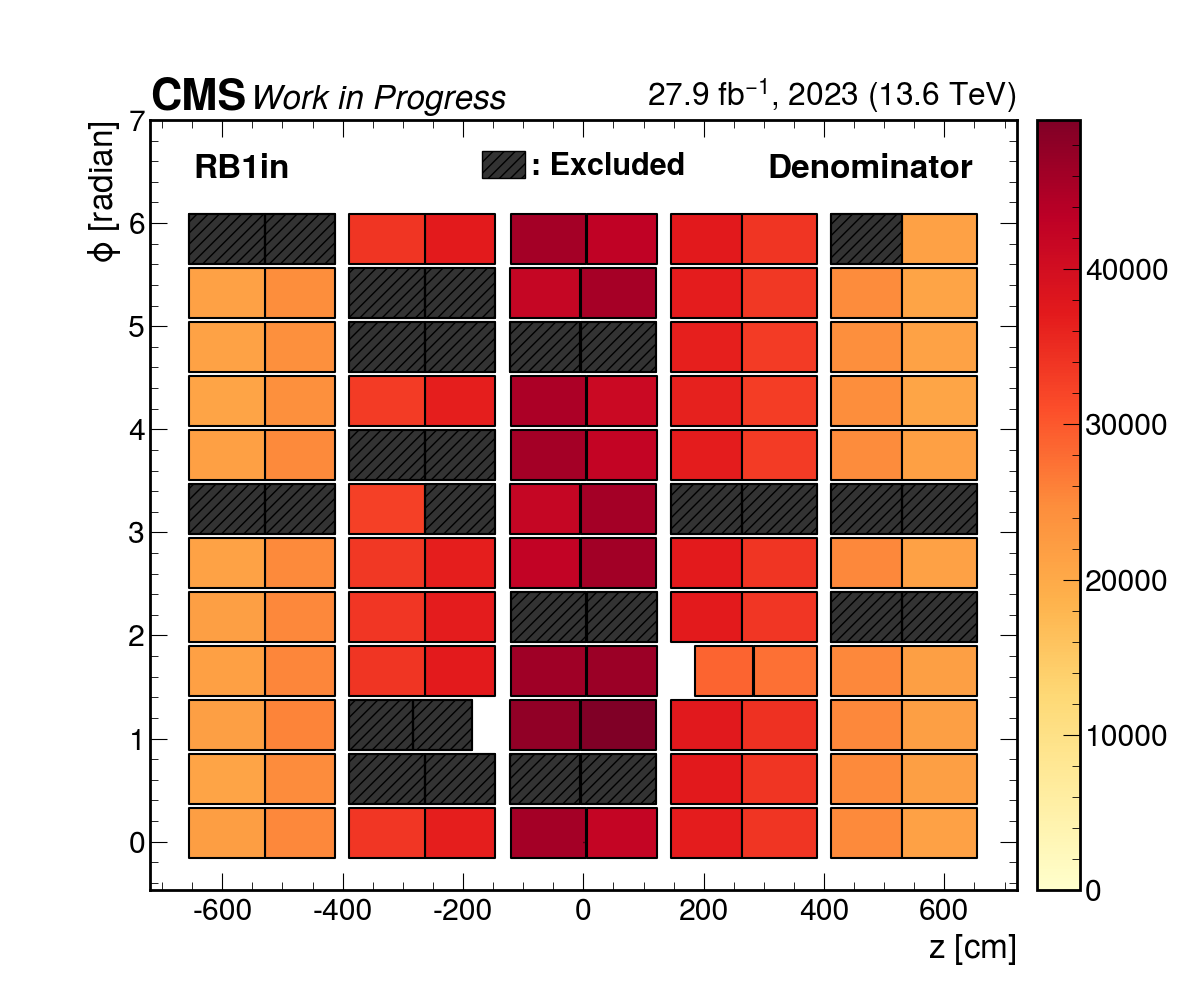 CMS Work in Progress 27.9 fb⁻¹, 2023 (13.6 TeV)
RB1in : Excluded Denominator
ϕ [radian]
7
6
5
4
3
2
1
0
-600 -400 -200 0 200 400 600
z [cm]
40000
30000
20000
10000
0